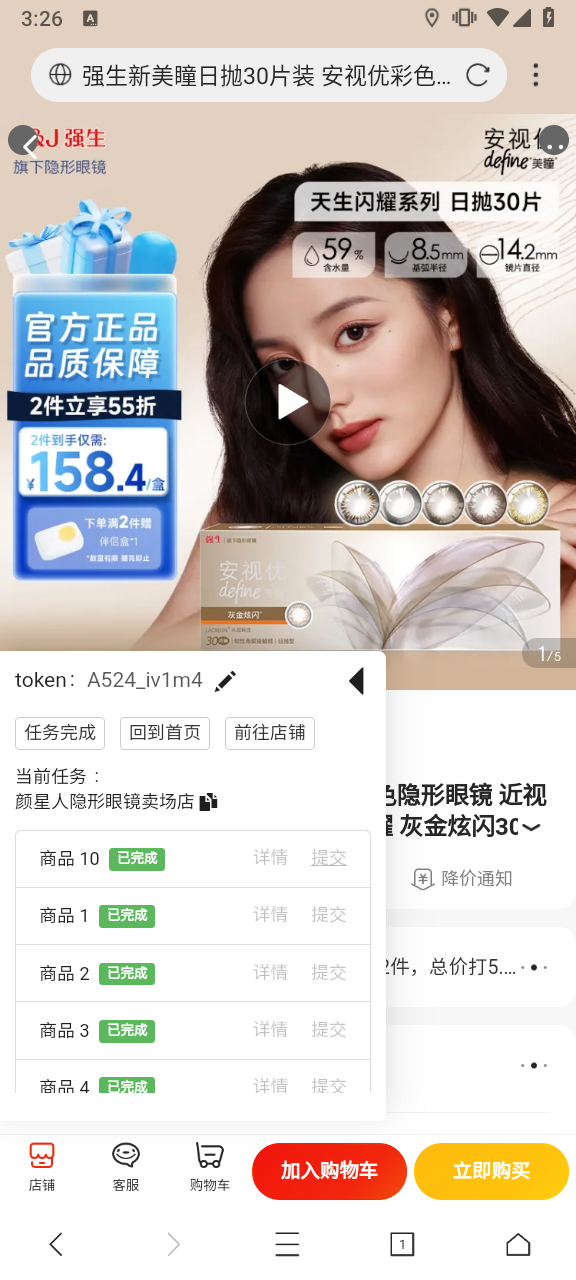 3:26
强生新美瞳日抛30片装 安视优彩色...
&J 强生
旗下隐形眼镜
安视优
define 美瞳
天生闪耀系列 日抛30片
59%
含水量
8.5mm
基弧半径
14.2mm
镜片直径
官方正品
品质保障
2件立享55折
2件到手仅需:
¥158.4/盒
下单满2件赠
伴侣盒*1
*数量有限 赠完即止
强生 旗下隐形眼镜
安视优
define 美瞳
灰金炫闪
30
1/5
token： A524_iv1m4
任务完成
回到首页
前往店铺
当前任务：
颜星人隐形眼镜卖场店
商品 10 已完成 详情 提交
商品 1 已完成 详情 提交
商品 2 已完成 详情 提交
商品 3 已完成 详情 提交
商品 4 已完成 详情 提交
色隐形眼镜 近视
灰金炫闪30
降价通知
2件，总价打5....
店铺
客服
购物车
加入购物车
立即购买
1